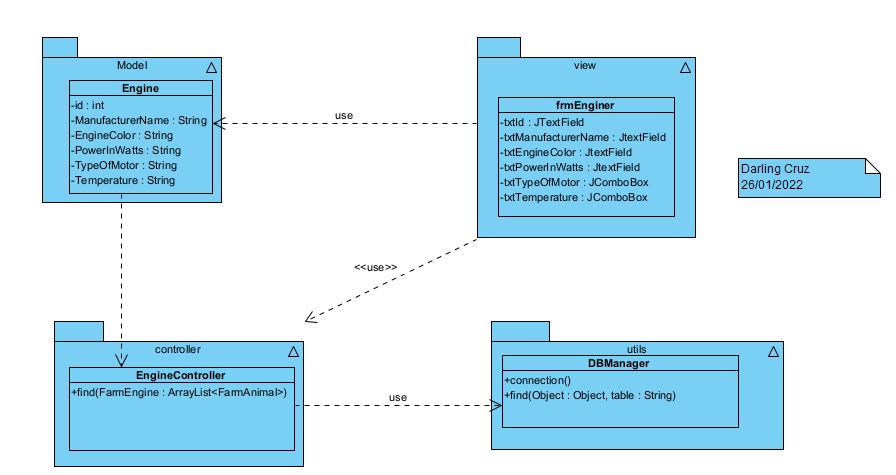 Model
Engine
-id : int
-ManufacturerName : String
-EngineColor : String
-PowerInWatts : String
-TypeOfMotor : String
-Temperature : String
use
view
frmEnginer
-txtId : JTextField
-txtManufacturerName : JtextField
-txtEngineColor : JtextField
-txtPowerInWatts : JtextField
-txtTypeOfMotor : JComboBox
-txtTemperature : JComboBox
Darling Cruz
26/01/2022
<<use>>
controller
EngineController
+find(FarmEngine : ArrayList<FarmAnimal>)
use
utils
DBManager
+connection()
+find(Object : Object, table : String)